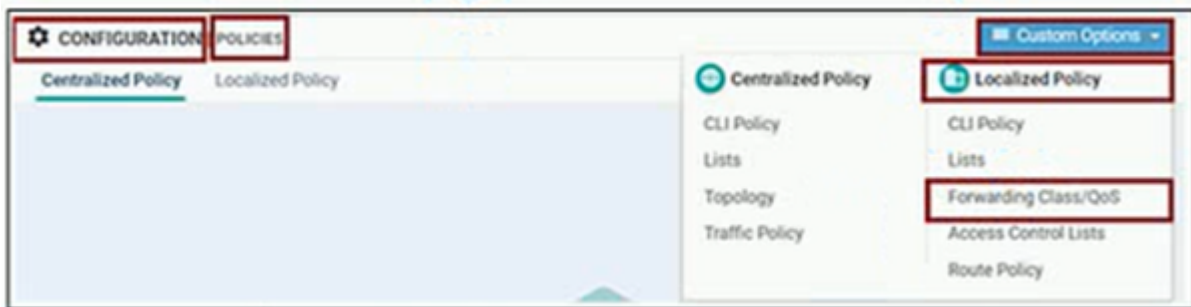 CONFIGURATION POLICIES
Custom Options
Centralized Policy Localized Policy
Centralized Policy
CLI Policy
Lists
Topology
Traffic Policy
Localized Policy
CLI Policy
Lists
Forwarding Class/QoS
Access Control Lists
Route Policy